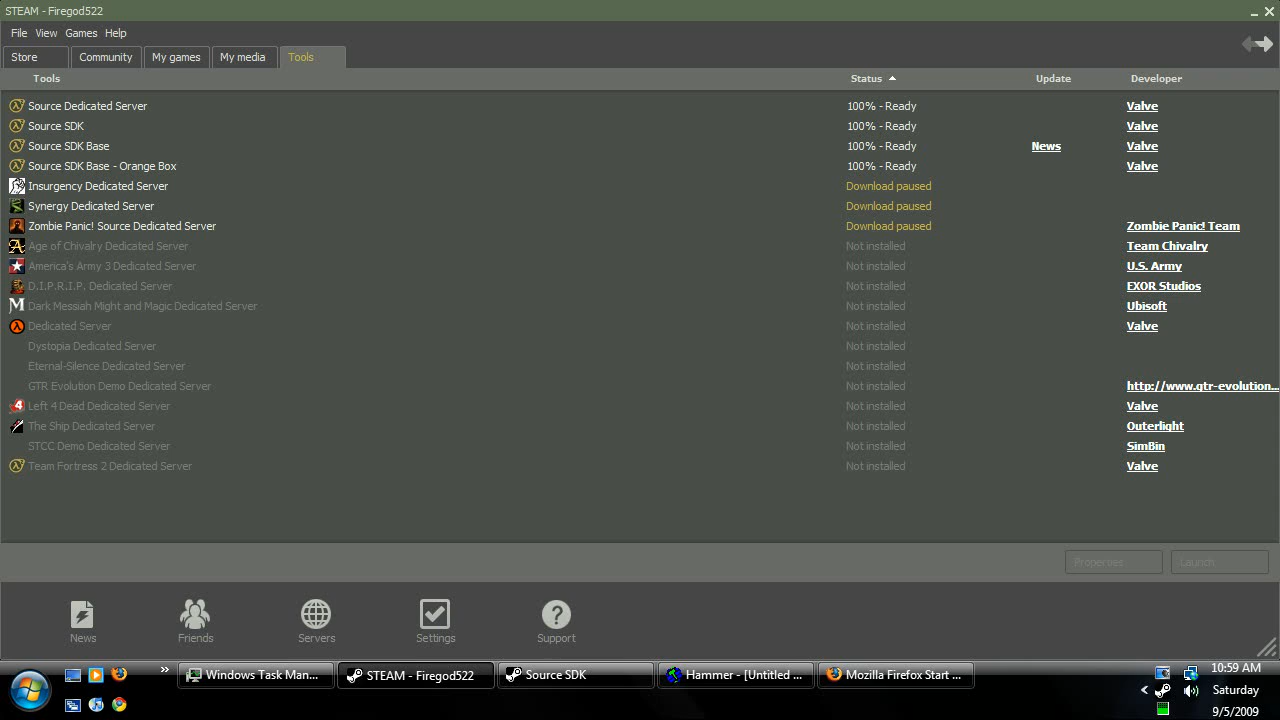 STEAM - Firegod522
File View Games Help
Store Community My games My media Tools
Tools Status Update Developer
Source Dedicated Server 100% - Ready Valve
Source SDK 100% - Ready Valve
Source SDK Base 100% - Ready News Valve
Source SDK Base - Orange Box 100% - Ready Valve
Insurgency Dedicated Server Download paused
Synergy Dedicated Server Download paused
Zombie Panic! Source Dedicated Server Download paused Zombie Panic! Team
Age of Chivalry Dedicated Server Not installed Team Chivalry
America's Army 3 Dedicated Server Not installed U.S. Army
D.I.P.R.I.P. Dedicated Server Not installed EXOR Studios
Dark Messiah Might and Magic Dedicated Server Not installed Ubisoft
Dedicated Server Not installed Valve
Dystopia Dedicated Server Not installed
Eternal-Silence Dedicated Server Not installed
GTR Evolution Demo Dedicated Server Not installed http://www.gtr-evolution...
Left 4 Dead Dedicated Server Not installed Valve
The Ship Dedicated Server Not installed Outerlight
STCC Demo Dedicated Server Not installed SimBin
Team Fortress 2 Dedicated Server Not installed Valve
Properties Launch
News Friends Servers Settings Support
» Windows Task Man... STEAM - Firegod522 Source SDK Hammer - [Untitled ... Mozilla Firefox Start ... 10:59 AM
Saturday
9/5/2009